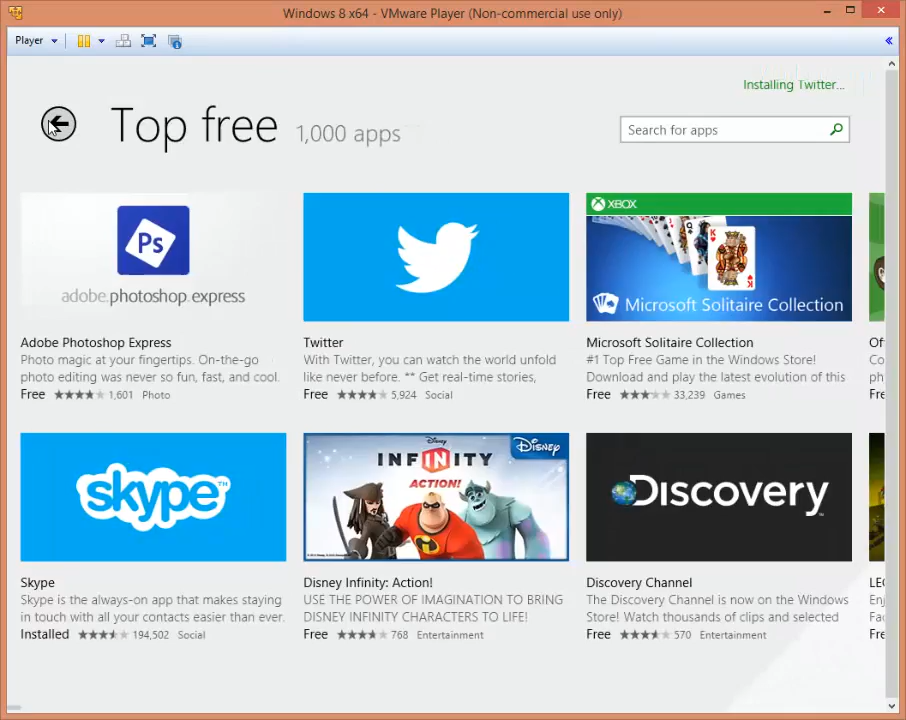 Windows 8 x64 - VMware Player (Non-commercial use only)
Player
Installing Twitter...
Top free 1,000 apps
Search for apps
Ps
adobe.photoshop.express
XBOX
Microsoft Solitaire Collection
Adobe Photoshop Express
Photo magic at your fingertips. On-the-go
photo editing was never so fun, fast, and cool.
Free 1,601 Photo
Twitter
With Twitter, you can watch the world unfold
like never before. ** Get real-time stories,
Free 5,924 Social
Microsoft Solitaire Collection
#1 Top Free Game in the Windows Store!
Download and play the latest evolution of this
Free 33,239 Games
skype
Disney
INFINITY
ACTION!
Disney
Discovery
Skype
Skype is the always-on app that makes staying
in touch with all your contacts easier than ever.
Installed 194,502 Social
Disney Infinity: Action!
USE THE POWER OF IMAGINATION TO BRING
DISNEY INFINITY CHARACTERS TO LIFE!
Free 768 Entertainment
Discovery Channel
The Discovery Channel is now on the Windows
Store! Watch thousands of clips and selected
Free 570 Entertainment